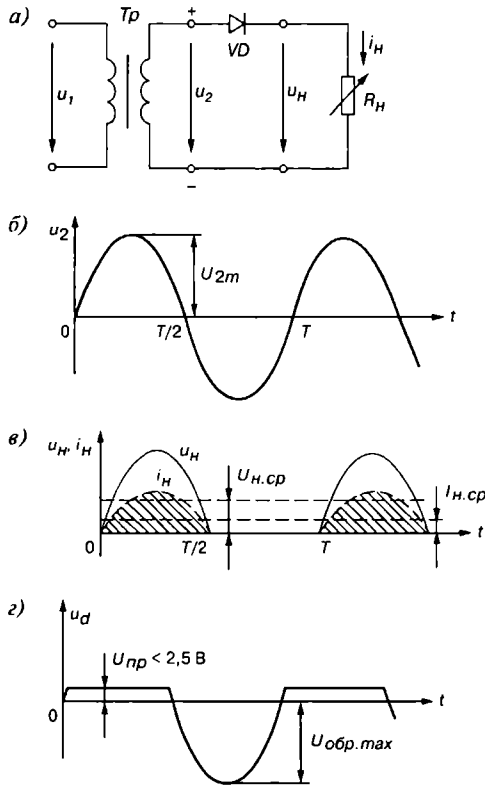 а)
Тр
+
VD
iн
u1
u2
uн
Rн
–
б)
u2
U2m
0
T/2
T
t
в)
uн, iн
uн
iн
Uн.ср
Iн.ср
0
T/2
T
t
г)
ud
Uпр < 2,5 В
0
t
Uобр.max